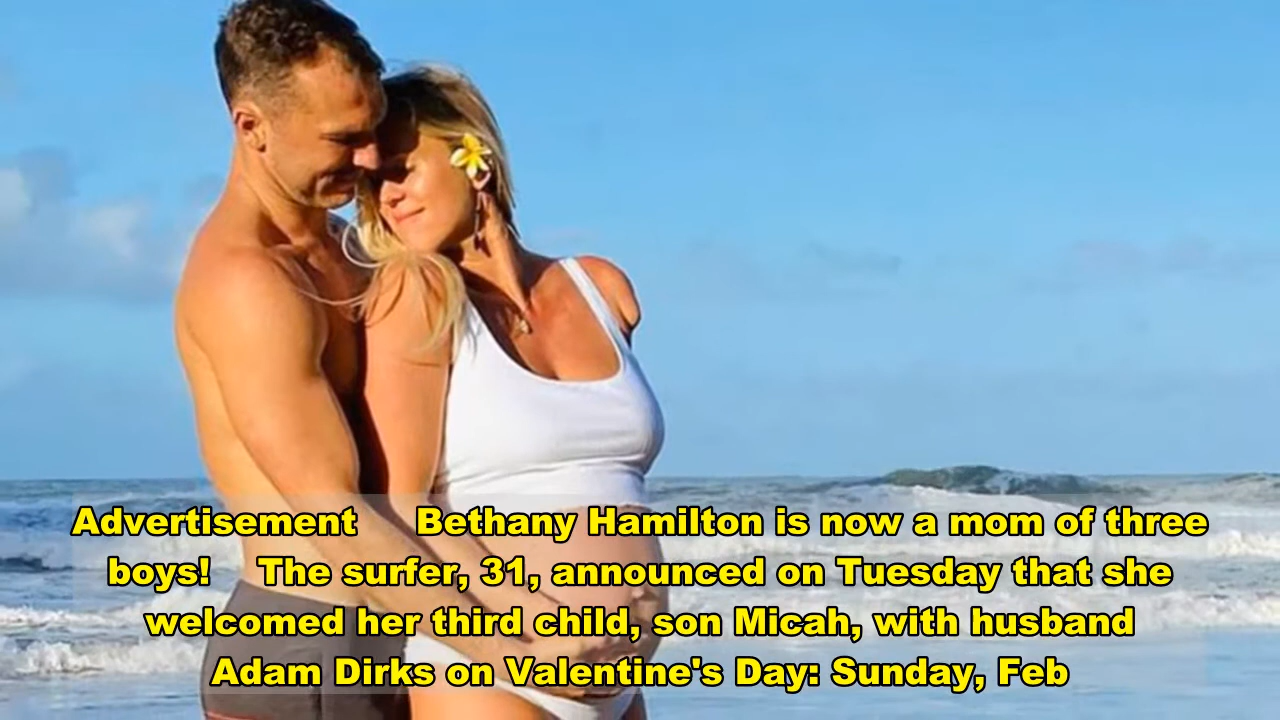 Advertisement Bethany Hamilton is now a mom of three
boys! The surfer, 31, announced on Tuesday that she
welcomed her third child, son Micah, with husband
Adam Dirks on Valentine's Day: Sunday, Feb